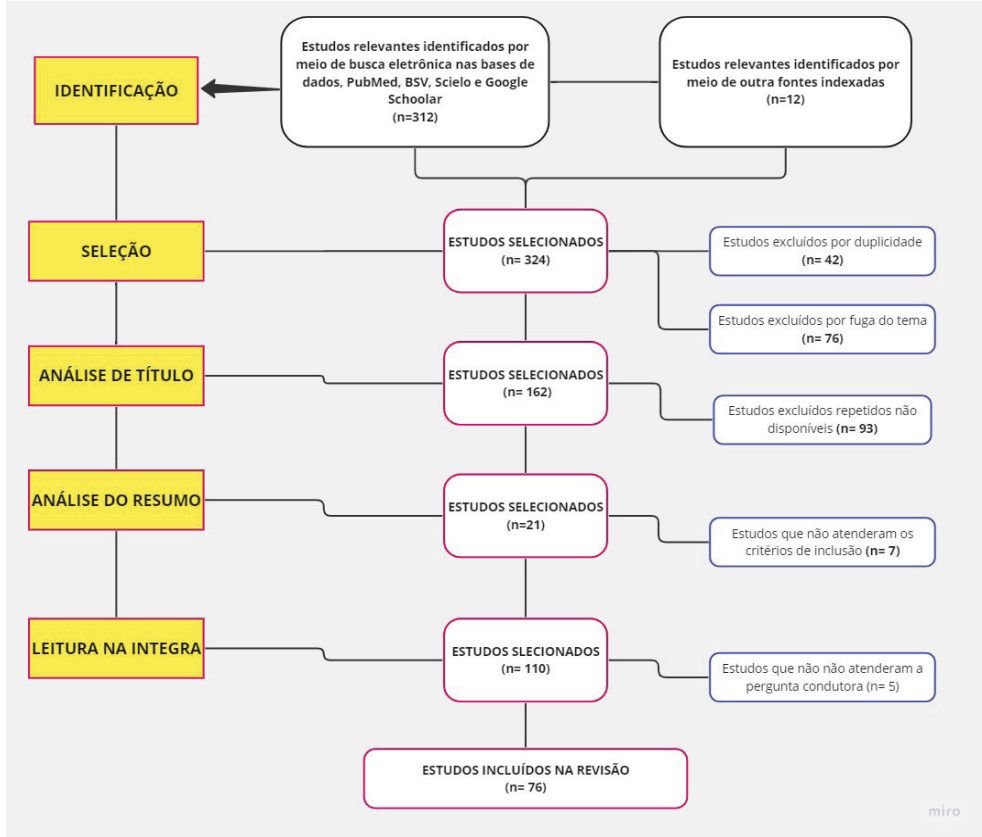 Estudos relevantes identificados por
meio de busca eletrônica nas bases de
dados, PubMed, BSV, Scielo e Google
Schoolar
(n=312)
Estudos relevantes identificados por
meio de outra fontes indexadas
(n=12)
IDENTIFICAÇÃO
SELEÇÃO
ESTUDOS SELECIONADOS
(n= 324)
Estudos excluídos por duplicidade
(n= 42)
Estudos excluídos por fuga do tema
(n= 76)
ANÁLISE DE TÍTULO
ESTUDOS SELECIONADOS
(n= 162)
Estudos excluídos repetidos não
disponíveis (n= 93)
ANÁLISE DO RESUMO
ESTUDOS SELECIONADOS
(n=21)
Estudos que não atenderam os
critérios de inclusão (n= 7)
LEITURA NA INTEGRA
ESTUDOS SLECIONADOS
(n= 110)
Estudos que não não atenderam a
pergunta condutora (n= 5)
ESTUDOS INCLUÍDOS NA REVISÃO
(n= 76)
miro